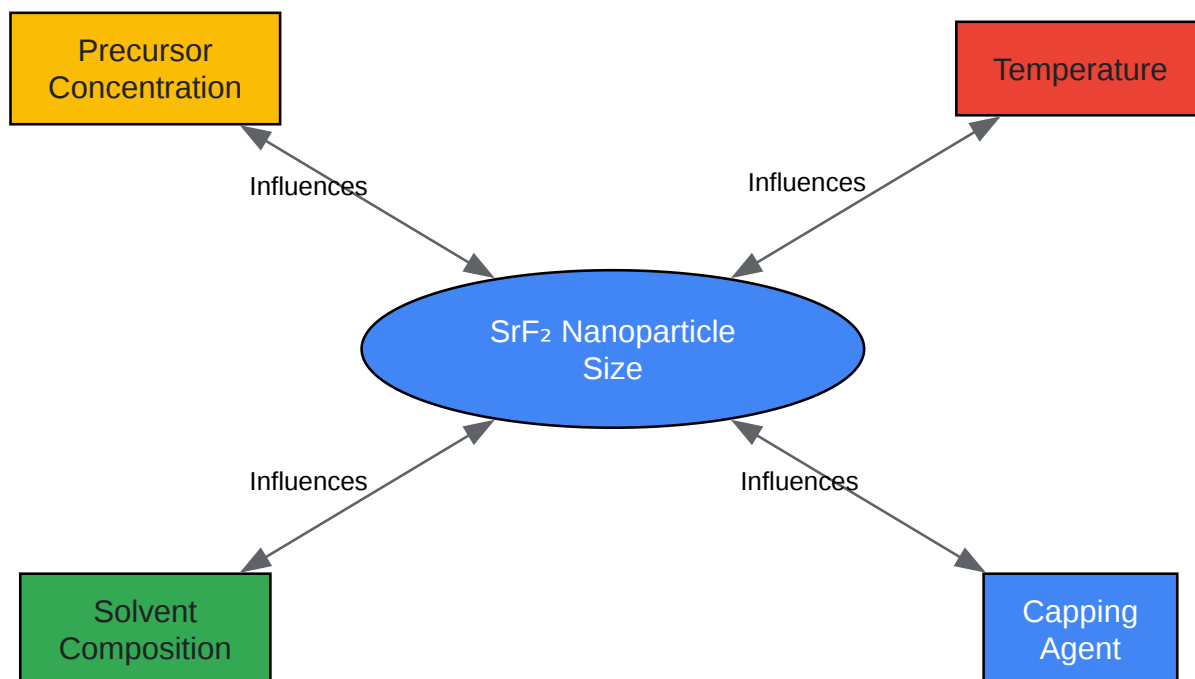 Precursor
Concentration
Temperature
Influences
Influences
SrF₂ Nanoparticle
Size
Influences
Influences
Solvent
Composition
Capping
Agent